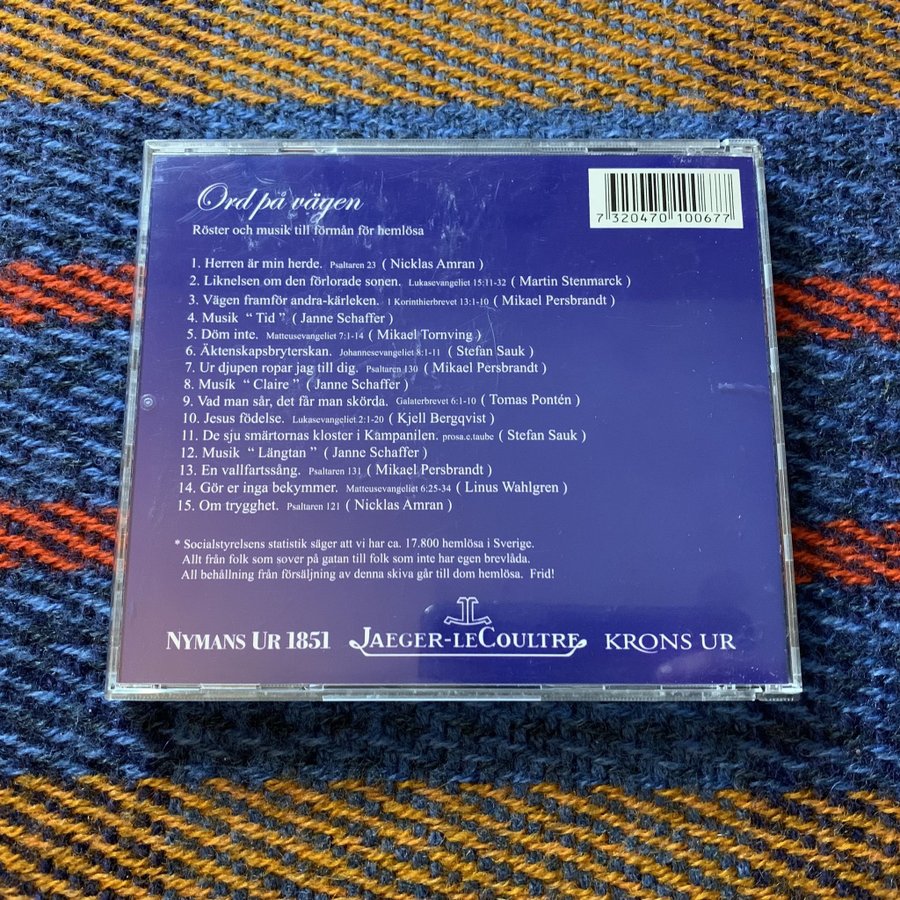 Ord på vägen
Röster och musik till förmån för hemlösa
7 320470 100677
1. Herren är min herde. Psaltaren 23 ( Nicklas Amran )
2. Liknelsen om den förlorade sonen. Lukasevangeliet 15:11-32 ( Martin Stenmarck )
3. Vägen framför andra-kärleken. 1 Korinthierbrevet 13:1-10 ( Mikael Persbrandt )
4. Musik “ Tid ” ( Janne Schaffer )
5. Döm inte. Matteusevangeliet 7:1-14 ( Mikael Tornving )
6. Äktenskapsbryterskan. Johannesevangeliet 8:1-11 ( Stefan Sauk )
7. Ur djupen ropar jag till dig. Psaltaren 130 ( Mikael Persbrandt )
8. Musík “ Claire ” ( Janne Schaffer )
9. Vad man sår, det får man skörda. Galaterbrevet 6:1-10 ( Tomas Pontén )
10. Jesus födelse. Lukasevangeliet 2:1-20 ( Kjell Bergqvist )
11. De sju smärtornas kloster i Kampanilen. prosa.e.taube ( Stefan Sauk )
12. Musik “ Längtan ” ( Janne Schaffer )
13. En vallfartssång. Psaltaren 131 ( Mikael Persbrandt )
14. Gör er inga bekymmer. Matteusevangeliet 6:25-34 ( Linus Wahlgren )
15. Om trygghet. Psaltaren 121 ( Nicklas Amran )
* Socialstyrelsens statistik säger att vi har ca. 17.800 hemlösa i Sverige.
Allt från folk som sover på gatan till folk som inte har egen brevlåda.
All behållning från försäljning av denna skiva går till dom hemlösa. Frid!
NYMANS UR 1851 JAEGER-LECOULTRE KRONS UR